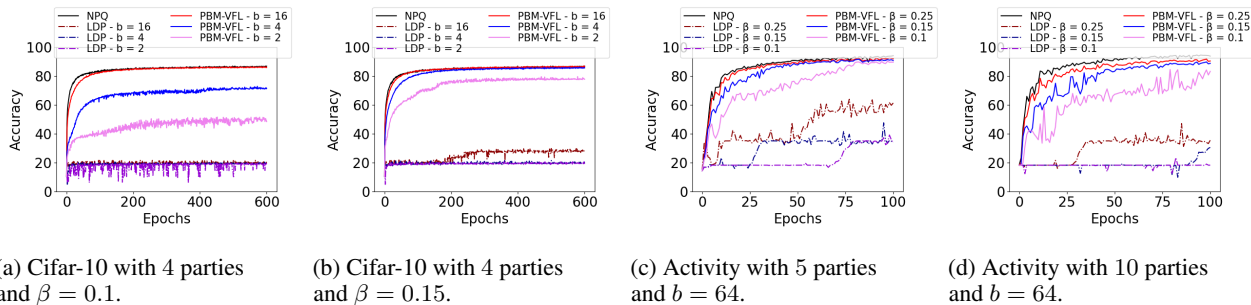 NPQ
LDP - b = 16
LDP - b = 4
LDP - b = 2
PBM-VFL - b = 16
PBM-VFL - b = 4
PBM-VFL - b = 2
100
80
60
40
20
0
Accuracy
0 200 400 600
Epochs
NPQ
LDP - b = 16
LDP - b = 4
LDP - b = 2
PBM-VFL - b = 16
PBM-VFL - b = 4
PBM-VFL - b = 2
100
80
60
40
20
0
Accuracy
0 200 400 600
Epochs
NPQ
LDP - β = 0.25
LDP - β = 0.15
LDP - β = 0.1
PBM-VFL - β = 0.25
PBM-VFL - β = 0.15
PBM-VFL - β = 0.1
100
80
60
40
20
0
Accuracy
0 25 50 75 100
Epochs
NPQ
LDP - β = 0.25
LDP - β = 0.15
LDP - β = 0.1
PBM-VFL - β = 0.25
PBM-VFL - β = 0.15
PBM-VFL - β = 0.1
100
80
60
40
20
0
Accuracy
0 25 50 75 100
Epochs
(a) Cifar-10 with 4 parties
and β = 0.1.
(b) Cifar-10 with 4 parties
and β = 0.15.
(c) Activity with 5 parties
and b = 64.
(d) Activity with 10 parties
and b = 64.